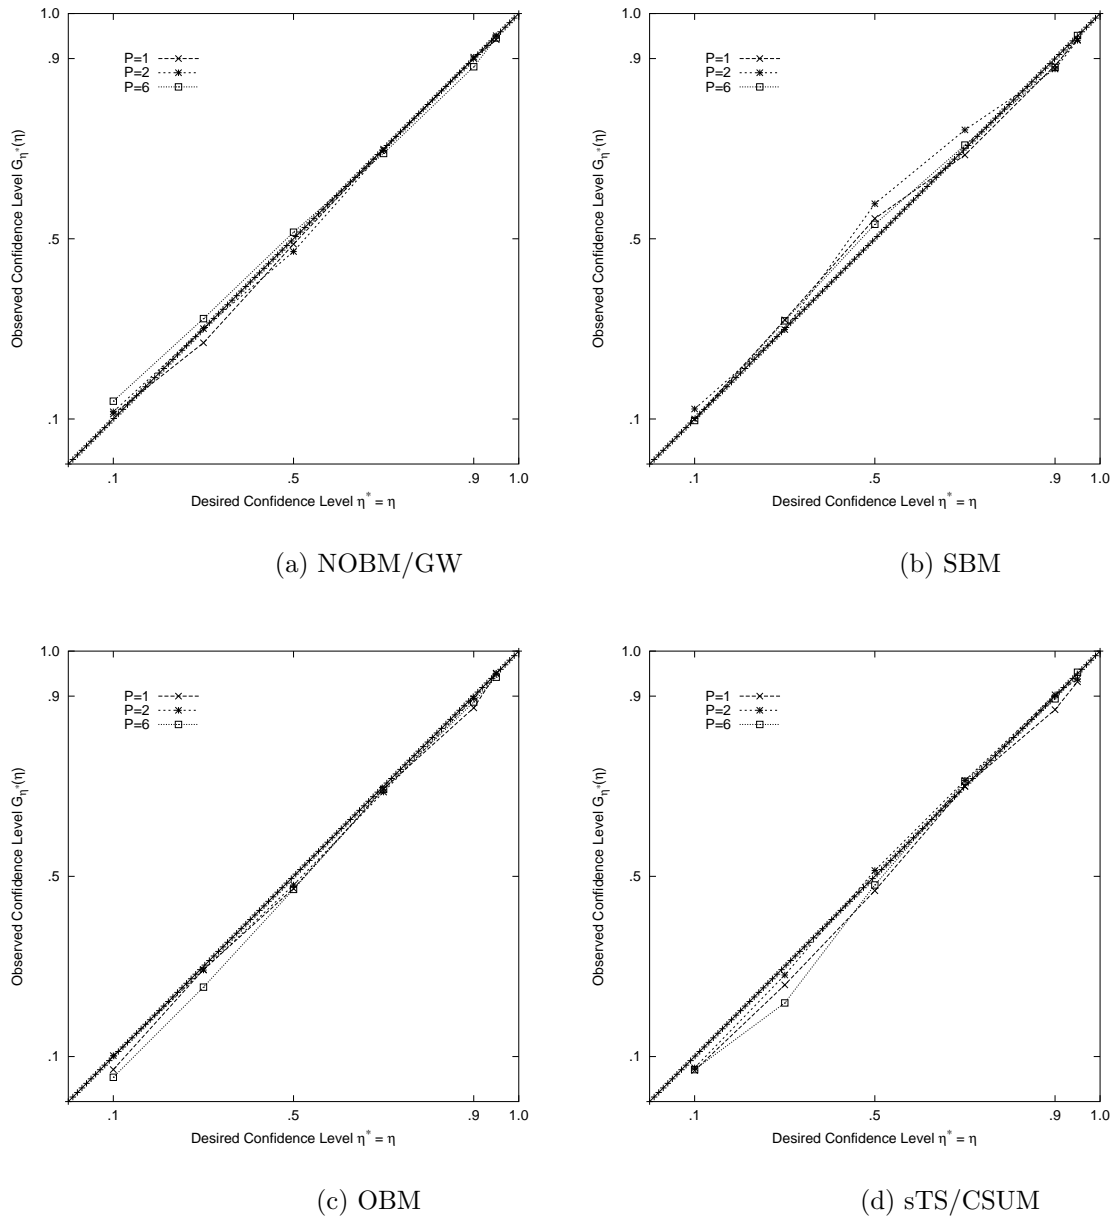 1.0
.9
.5
.1
P=1
P=2
P=6
Observed Confidence Level Gη*(η)
.1 .5 .9 1.0
Desired Confidence Level η* = η
(a) NOBM/GW
1.0
.9
.5
.1
P=1
P=2
P=6
Observed Confidence Level Gη*(η)
.1 .5 .9 1.0
Desired Confidence Level η* = η
(b) SBM
1.0
.9
.5
.1
P=1
P=2
P=6
Observed Confidence Level Gη*(η)
.1 .5 .9 1.0
Desired Confidence Level η* = η
(c) OBM
1.0
.9
.5
.1
P=1
P=2
P=6
Observed Confidence Level Gη*(η)
.1 .5 .9 1.0
Desired Confidence Level η* = η
(d) sTS/CSUM